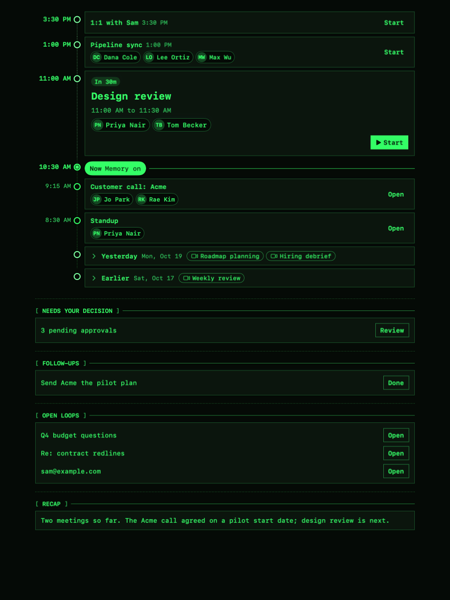 3:30 PM 1:1 with Sam 3:30 PM Start
1:00 PM Pipeline sync 1:00 PM Start
DC Dana Cole LO Lee Ortiz MW Max Wu
11:00 AM In 30m
Design review
11:00 AM to 11:30 AM
PN Priya Nair TB Tom Becker
Start
10:30 AM Now Memory on
9:15 AM Customer call: Acme Open
JP Jo Park RK Rae Kim
8:30 AM Standup Open
PN Priya Nair
Yesterday Mon, Oct 19 Roadmap planning Hiring debrief
Earlier Sat, Oct 17 Weekly review
[ NEEDS YOUR DECISION ]
3 pending approvals Review
[ FOLLOW-UPS ]
Send Acme the pilot plan Done
[ OPEN LOOPS ]
Q4 budget questions Open
Re: contract redlines Open
sam@example.com Open
[ RECAP ]
Two meetings so far. The Acme call agreed on a pilot start date; design review is next.